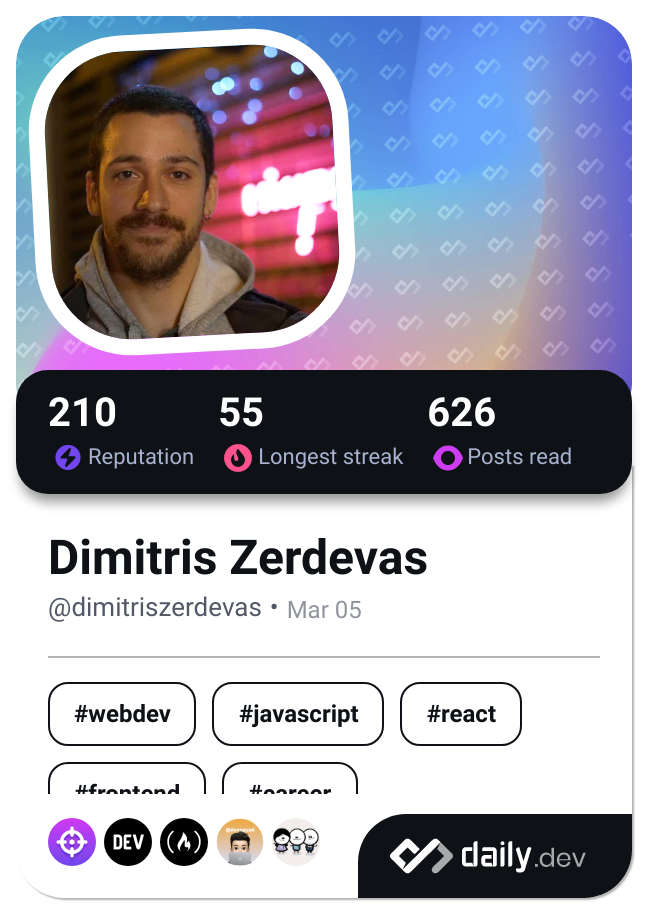 210 55 626
Reputation Longest streak Posts read
Dimitris Zerdevas
@dimitriszerdevas • Mar 05
#webdev #javascript #react
#frontend #career
DEV
daily.dev